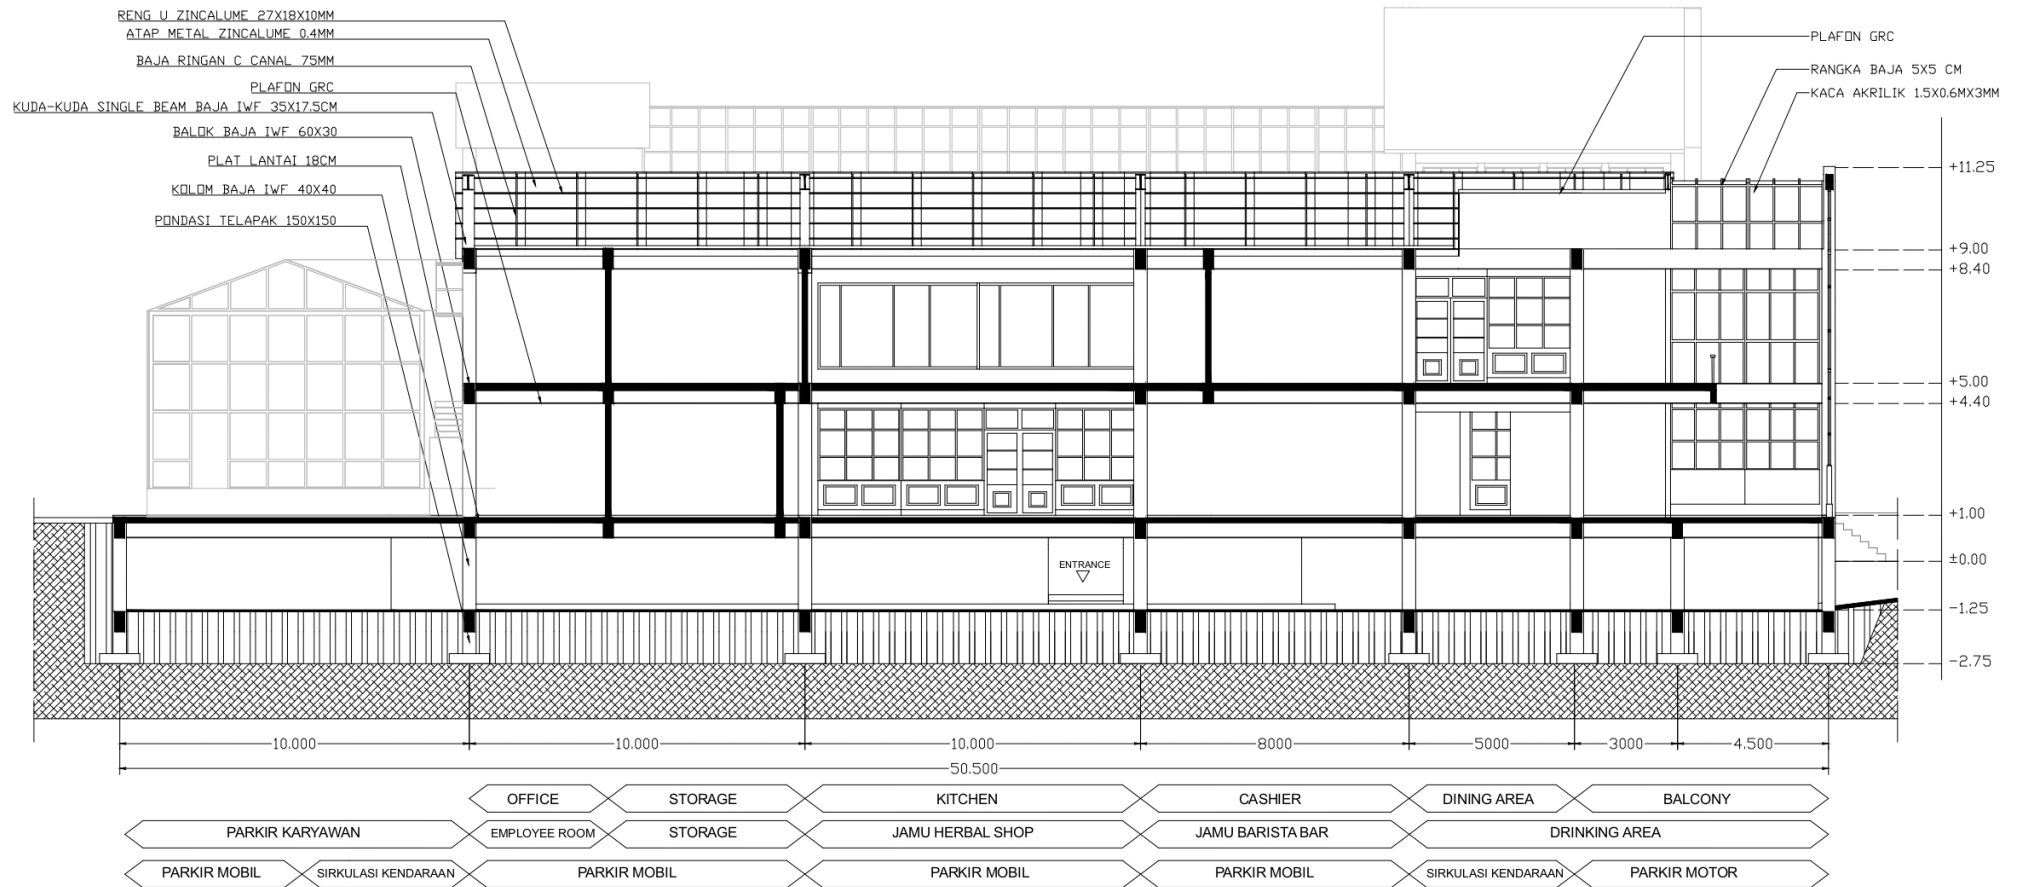 RENG U ZINCALUME 27X18X10MM
ATAP METAL ZINCALUME 0.4MM
BAJA RINGAN C CANAL 75MM
PLAFON GRC
KUDA-KUDA SINGLE BEAM BAJA IWF 35X17.5CM
BALOK BAJA IWF 60X30
PLAT LANTAI 18CM
KOLOM BAJA IWF 40X40
PONDASI TELAPAK 150X150
PLAFON GRC
RANGKA BAJA 5X5 CM
KACA AKRILIK 1.5X0.6MX3MM
+11.25
+9.00
+8.40
+5.00
+4.40
+1.00
±0.00
-1.25
-2.75
ENTRANCE
10.000 10.000 10.000 8000 5000 3000 4.500
50.500
OFFICE STORAGE KITCHEN CASHIER DINING AREA BALCONY
PARKIR KARYAWAN EMPLOYEE ROOM STORAGE JAMU HERBAL SHOP JAMU BARISTA BAR DRINKING AREA
PARKIR MOBIL SIRKULASI KENDARAAN PARKIR MOBIL PARKIR MOBIL PARKIR MOBIL SIRKULASI KENDARAAN PARKIR MOTOR